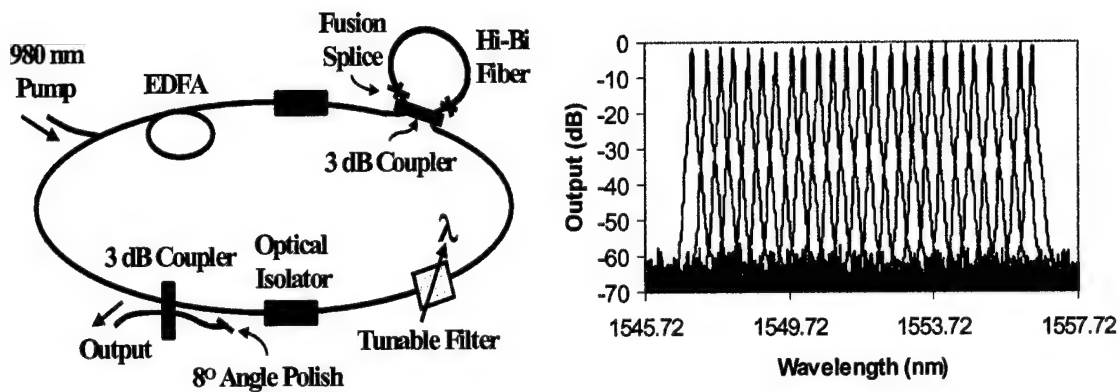 980 nm
Pump
EDFA
Fusion
Splice
Hi-Bi
Fiber
3 dB Coupler
3 dB Coupler
Optical
Isolator
λ
Output
8º Angle Polish
Tunable Filter
Output (dB)
0
-10
-20
-30
-40
-50
-60
-70
1545.72
1549.72
1553.72
1557.72
Wavelength (nm)